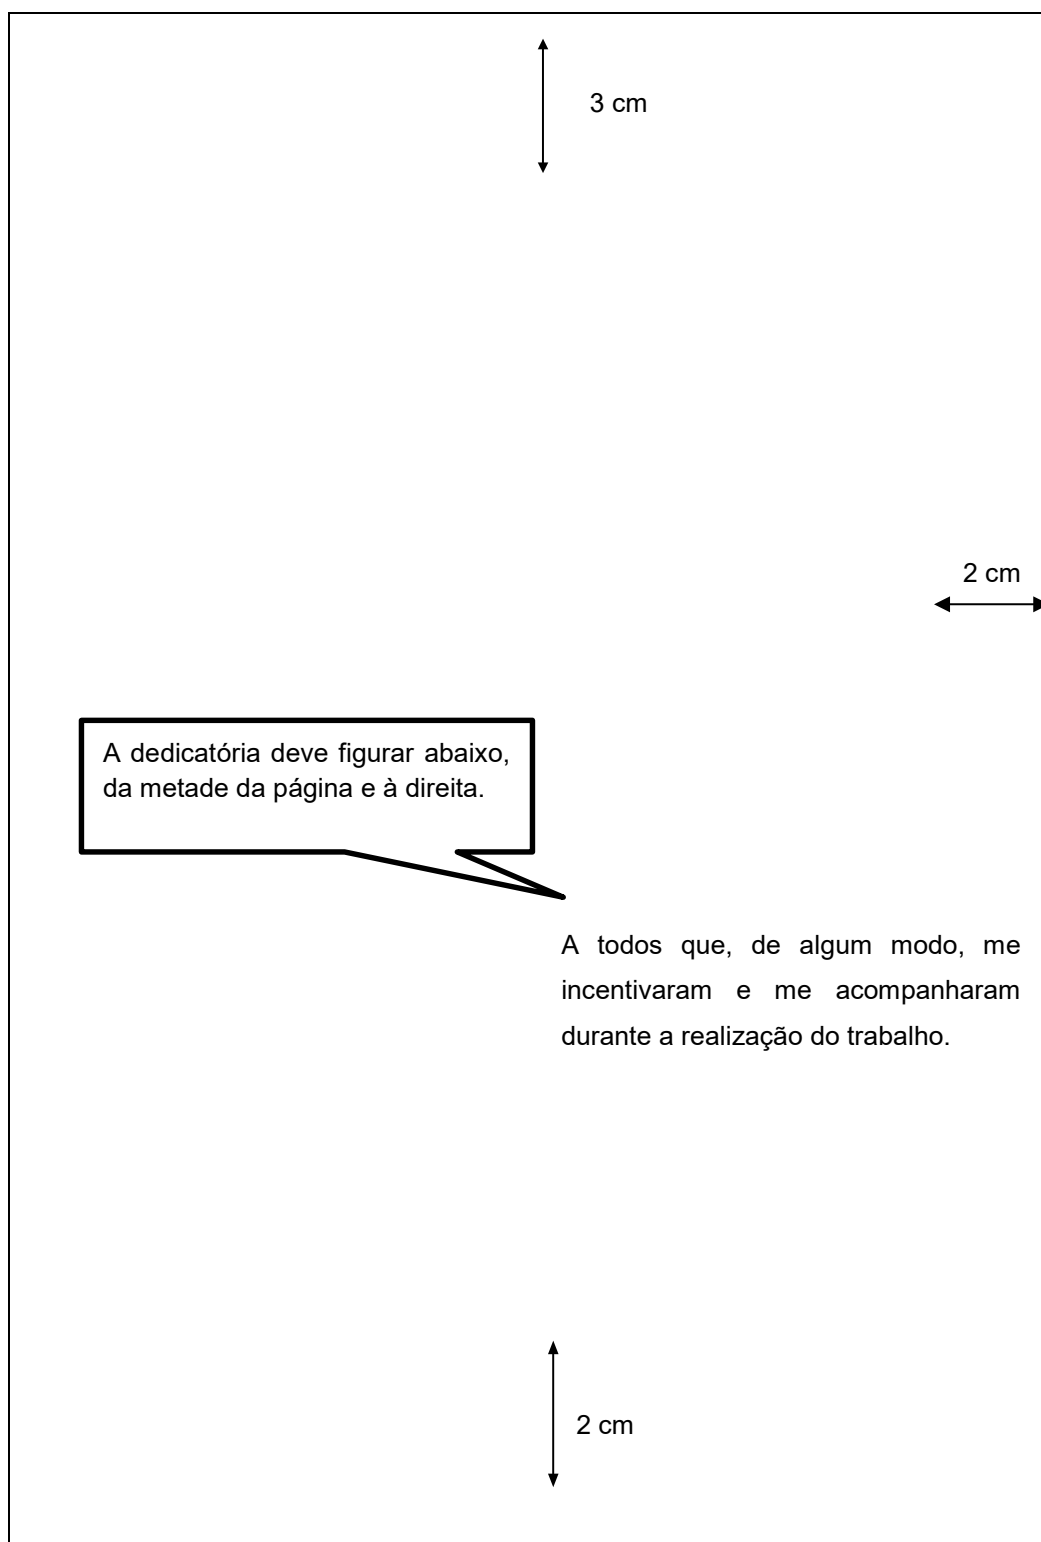 3 cm
2 cm
A dedicatória deve figurar abaixo,
da metade da página e à direita.
A todos que, de algum modo, me
incentivaram e me acompanharam
durante a realização do trabalho.
2 cm